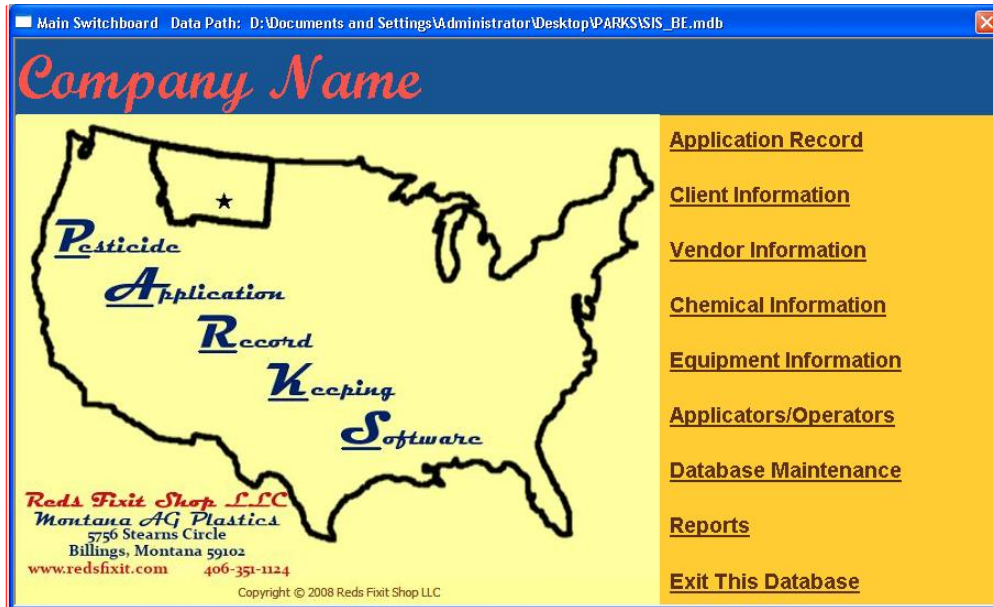 Main Switchboard Data Path: D:\Documents and Settings\Administrator\Desktop\PARKS\SIS_BE.mdb
Company Name
Pesticide
Application
Record
Keeping
Software
Reds Fixit Shop LLC
Montana AG Plastics
5756 Stearns Circle
Billings, Montana 59102
www.redsfixit.com 406-351-1124
Copyright © 2008 Reds Fixit Shop LLC
Application Record
Client Information
Vendor Information
Chemical Information
Equipment Information
Applicators/Operators
Database Maintenance
Reports
Exit This Database